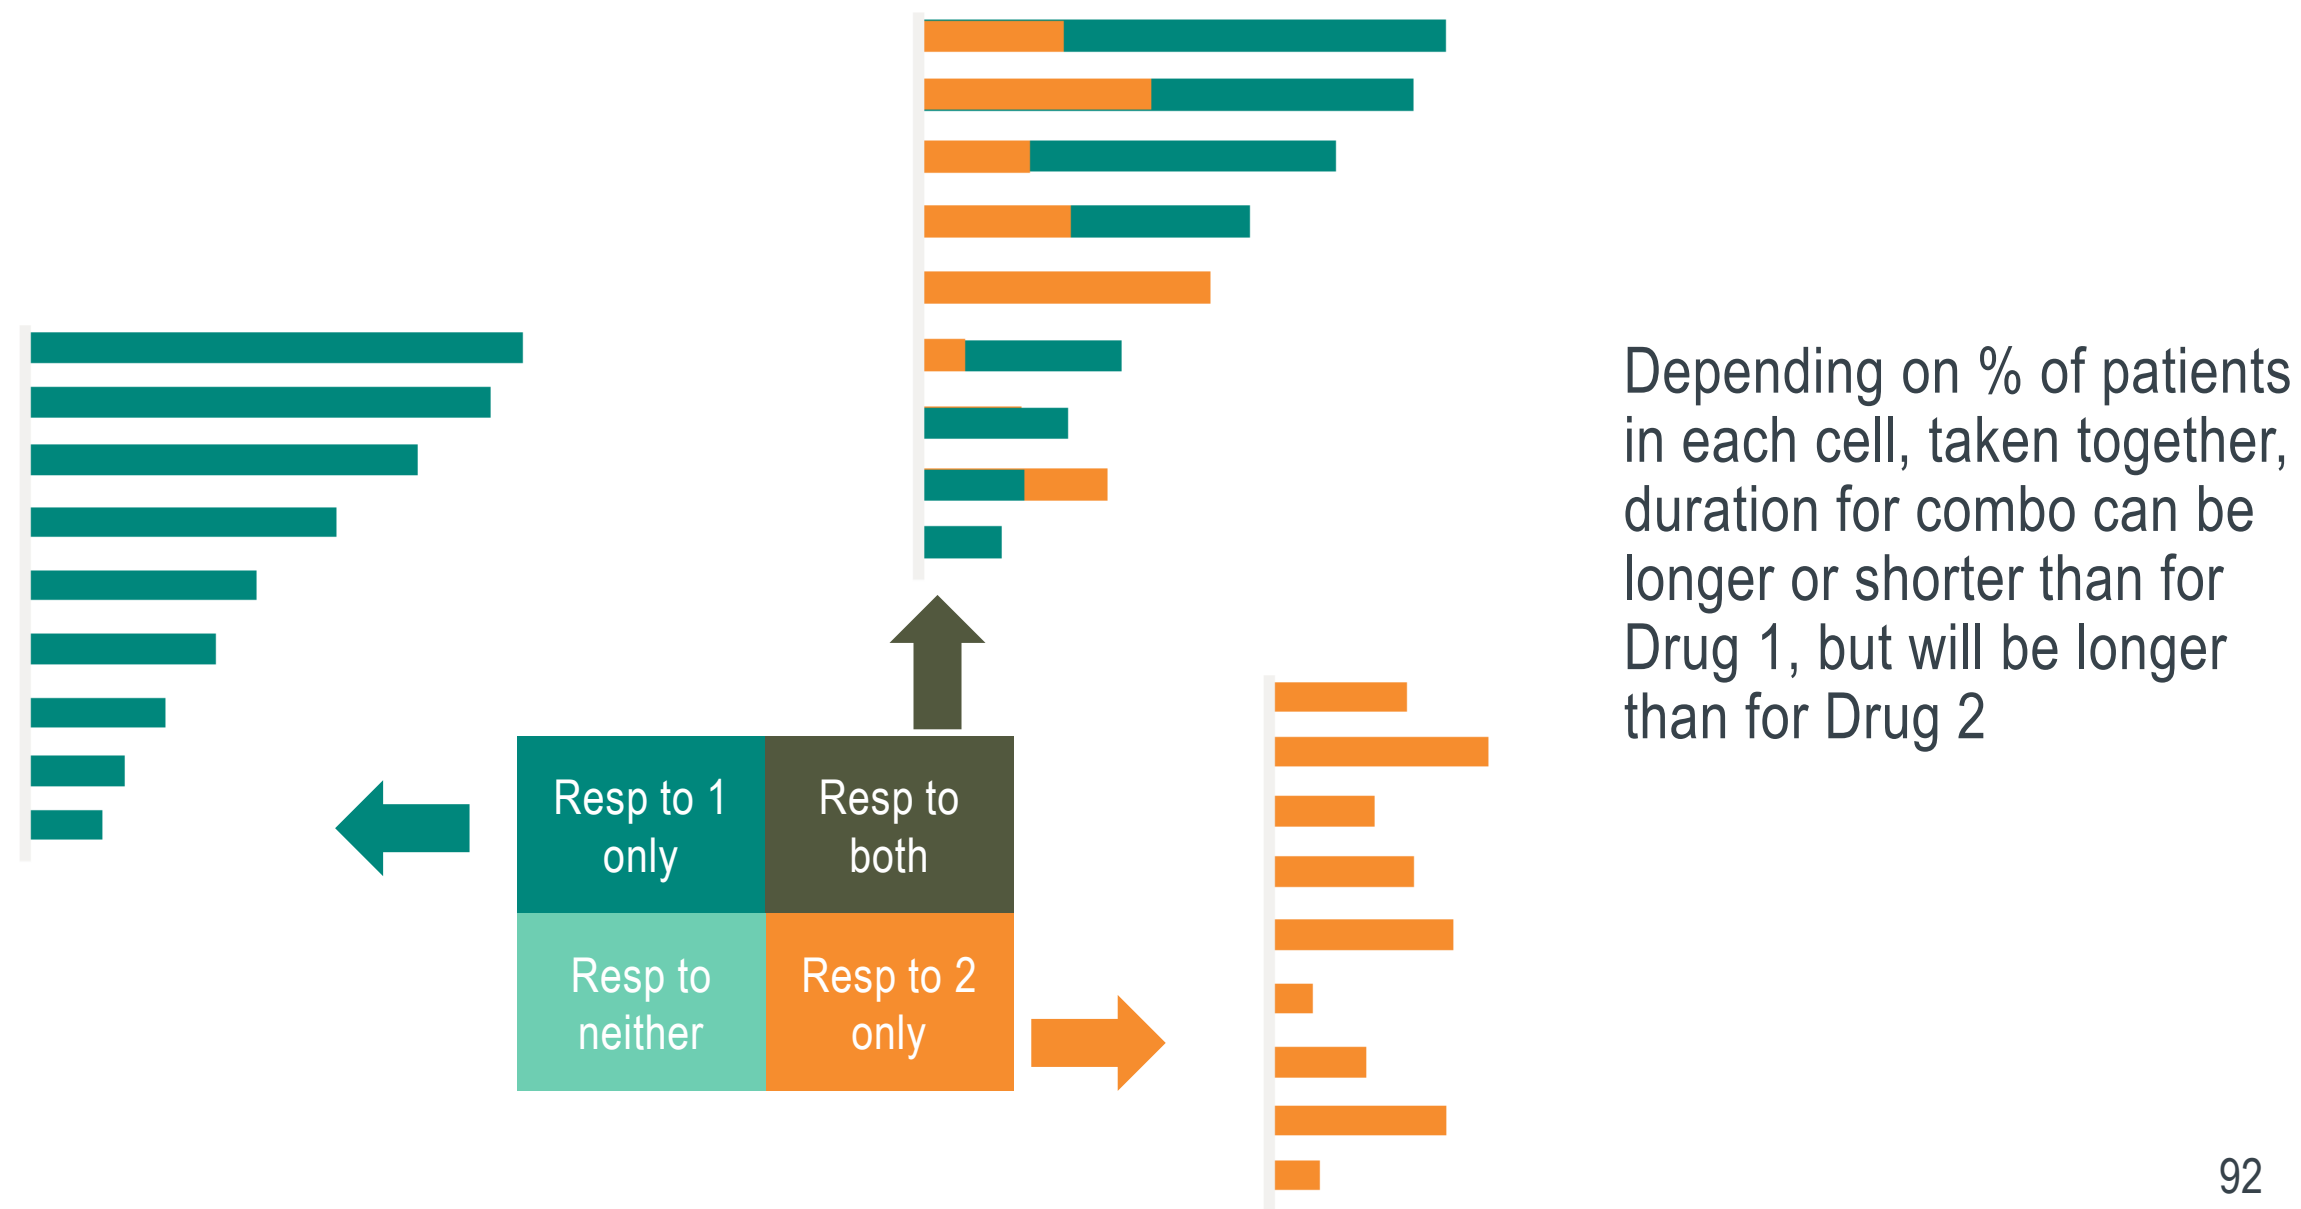 Depending on % of patients
in each cell, taken together,
duration for combo can be
longer or shorter than for
Drug 1, but will be longer
than for Drug 2
Resp to 1
only
Resp to
both
Resp to
neither
Resp to 2
only
92